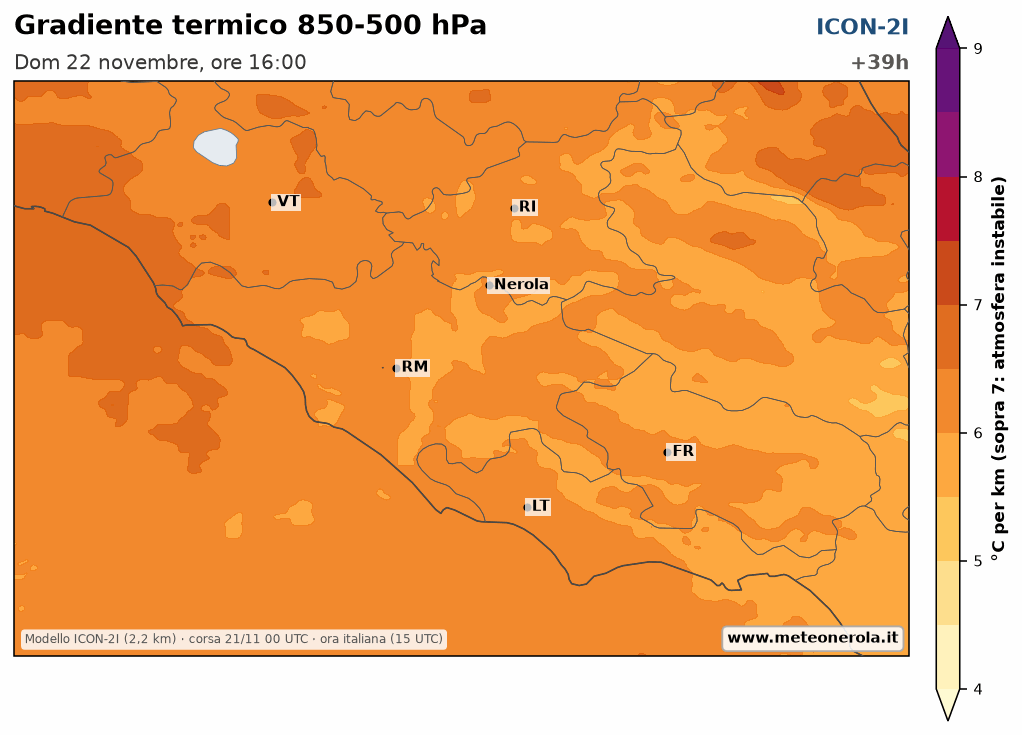 Gradiente termico 850-500 hPa
ICON-2I
Dom 22 novembre, ore 16:00
+39h
VT
RI
Nerola
RM
FR
LT
Modello ICON-2I (2,2 km) · corsa 21/11 00 UTC · ora italiana (15 UTC)
www.meteonerola.it
9
8
7
6
5
4
°C per km (sopra 7: atmosfera instabile)